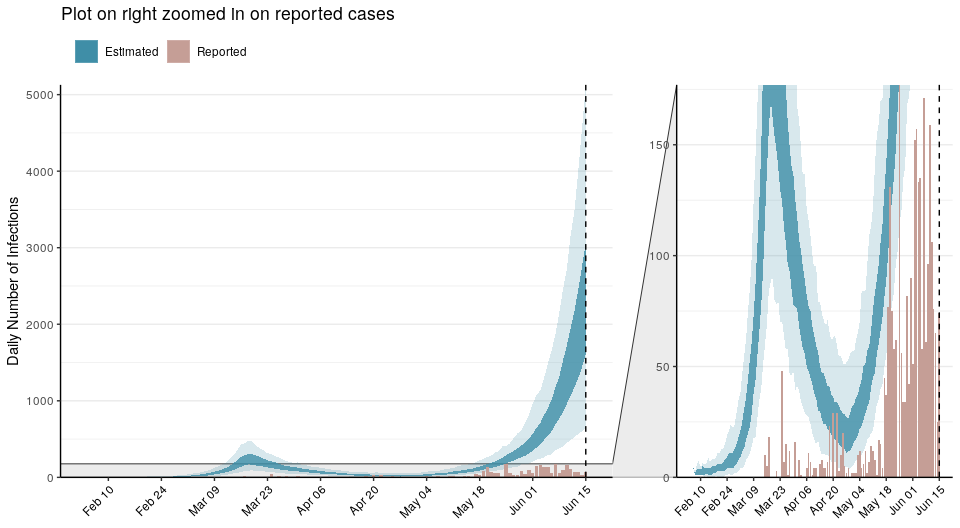 Plot on right zoomed in on reported cases
Estimated Reported
Daily Number of Infections
5000
4000
3000
2000
1000
0
Feb 10 Feb 24 Mar 09 Mar 23 Apr 06 Apr 20 May 04 May 18 Jun 01 Jun 15
150
100
50
0
Feb 10 Feb 24 Mar 09 Mar 23 Apr 06 Apr 20 May 04 May 18 Jun 01 Jun 15